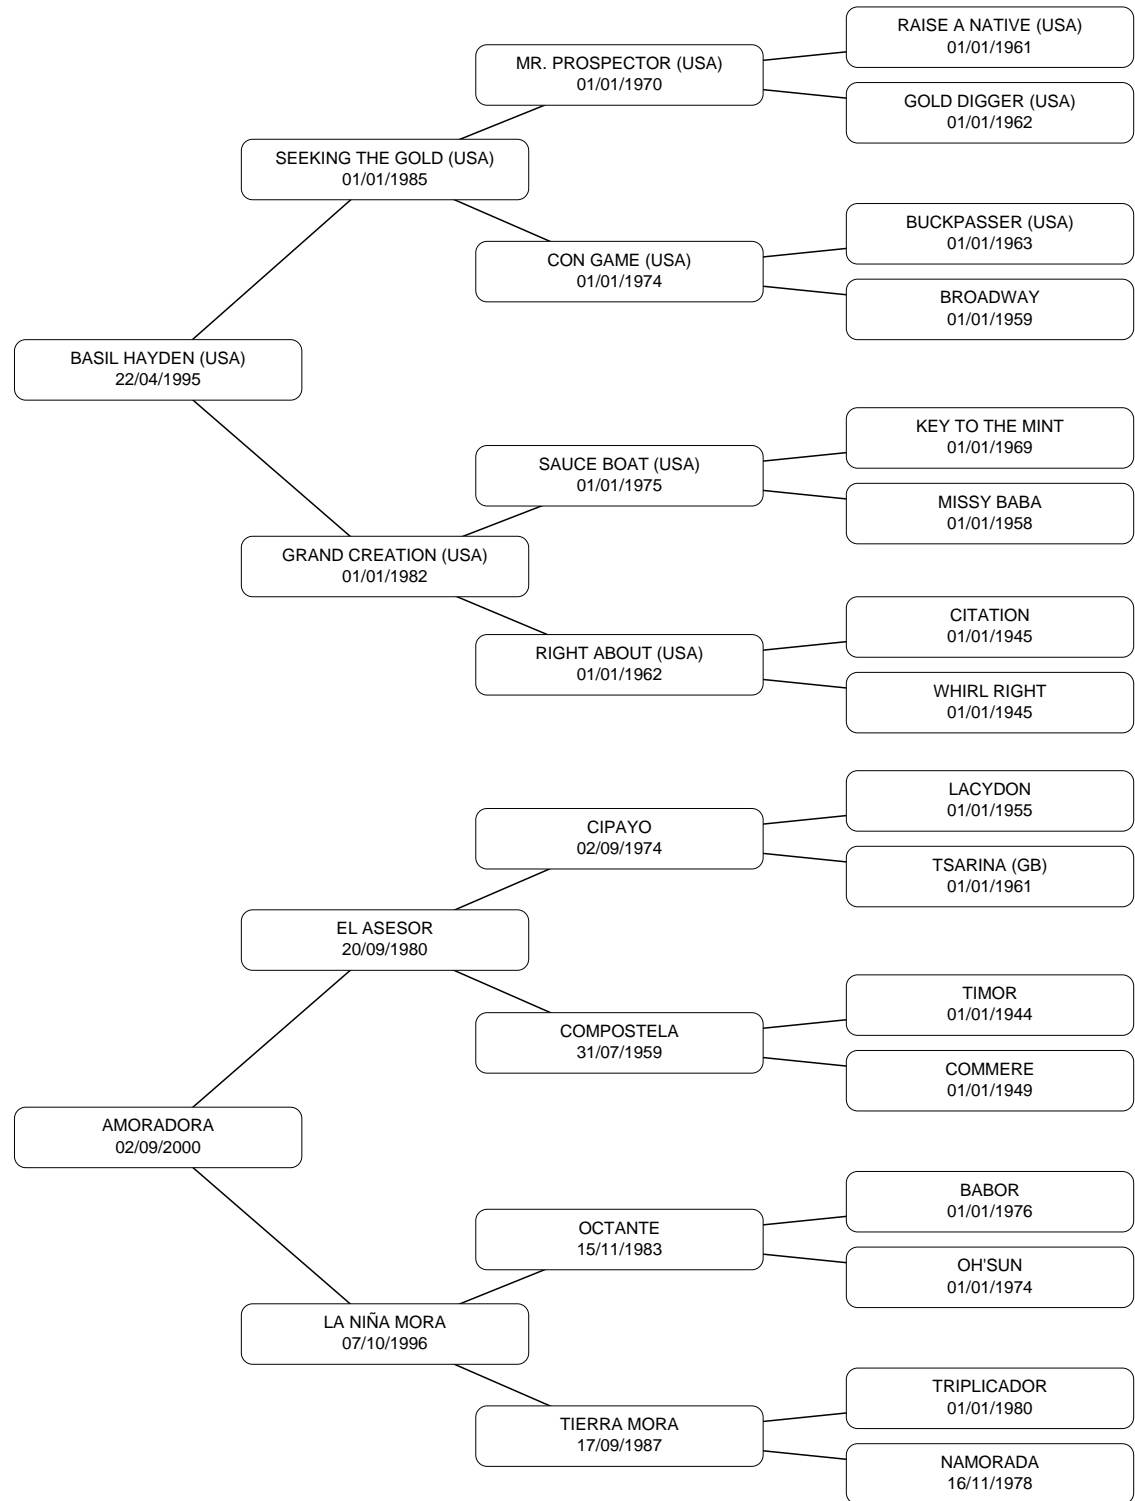 RAISE A NATIVE (USA)
01/01/1961
MR. PROSPECTOR (USA)
01/01/1970
GOLD DIGGER (USA)
01/01/1962
SEEKING THE GOLD (USA)
01/01/1985
BUCKPASSER (USA)
01/01/1963
CON GAME (USA)
01/01/1974
BROADWAY
01/01/1959
BASIL HAYDEN (USA)
22/04/1995
KEY TO THE MINT
01/01/1969
SAUCE BOAT (USA)
01/01/1975
MISSY BABA
01/01/1958
GRAND CREATION (USA)
01/01/1982
CITATION
01/01/1945
RIGHT ABOUT (USA)
01/01/1962
WHIRL RIGHT
01/01/1945
LACYDON
01/01/1955
CIPAYO
02/09/1974
TSARINA (GB)
01/01/1961
EL ASESOR
20/09/1980
TIMOR
01/01/1944
COMPOSTELA
31/07/1959
COMMERE
01/01/1949
AMORADORA
02/09/2000
BABOR
01/01/1976
OCTANTE
15/11/1983
OH'SUN
01/01/1974
LA NIÑA MORA
07/10/1996
TRIPLICADOR
01/01/1980
TIERRA MORA
17/09/1987
NAMORADA
16/11/1978